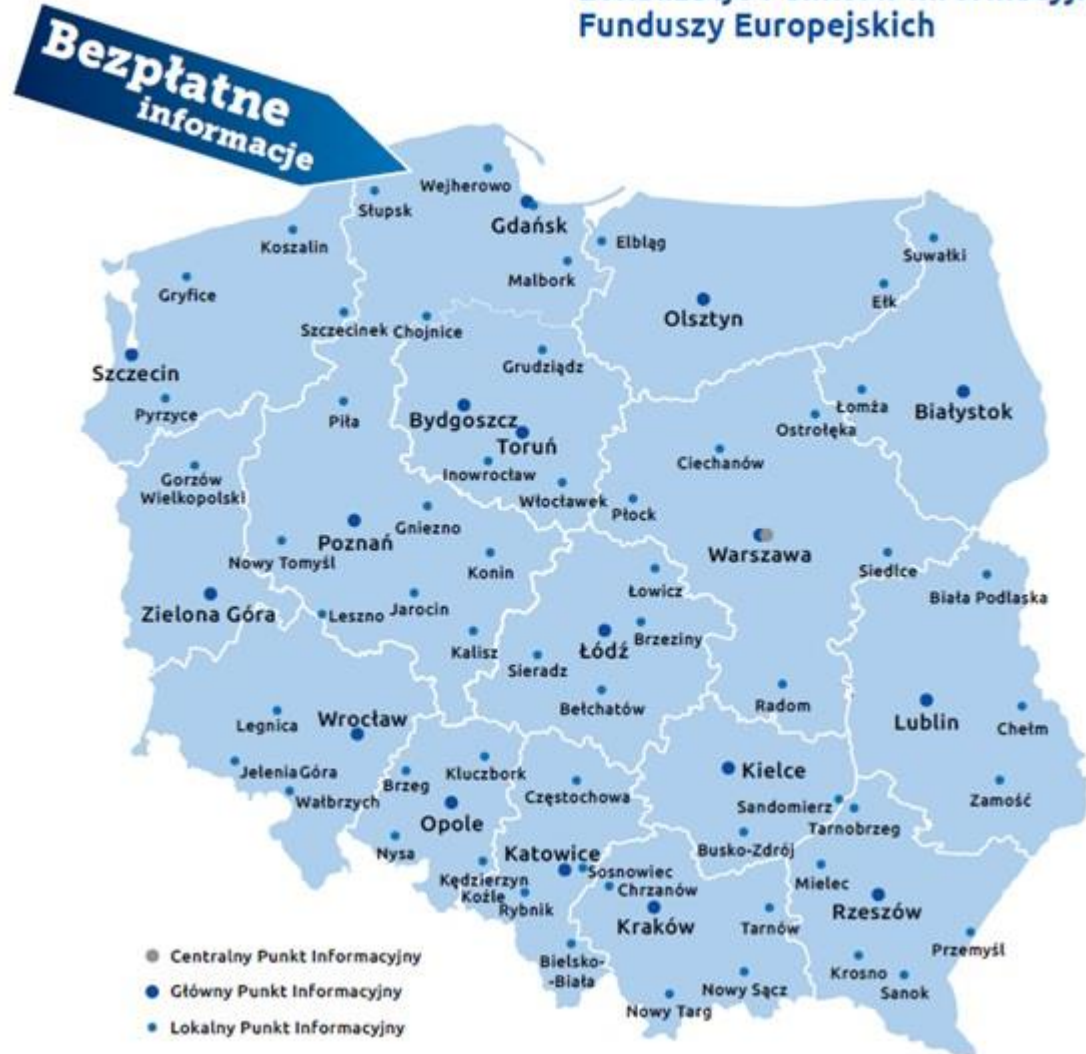 Funduszy Europejskich
Bezpłatne
informacje
Wejherowo
Słupsk
Gdańsk
Koszalin
Elbląg
Suwałki
Malbork
Gryfice
Ełk
Olsztyn
Szczecinek
Chojnice
Grudziądz
Szczecin
Pyrzyce
Piła
Bydgoszcz
Łomża
Białystok
Ostrołęka
Toruń
Ciechanów
Inowrocław
Gorzów
Wielkopolski
Włocławek
Płock
Gniezno
Poznań
Warszawa
Nowy Tomyśl
Konin
Siedlce
Łowicz
Biała Podlaska
Zielona Góra
Leszno
Jarocin
Brzeziny
Kalisz
Łódź
Sieradz
Bełchatów
Radom
Legnica
Wrocław
Lublin
Chełm
Jelenia Góra
Brzeg
Kluczbork
Kielce
Wałbrzych
Częstochowa
Sandomierz
Zamość
Opole
Tarnobrzeg
Nysa
Katowice
Busko-Zdrój
Sosnowiec
Mielec
Kędzierzyn
Koźle
Chrzanów
Rybnik
Kraków
Tarnów
Rzeszów
Przemyśl
Centralny Punkt Informacyjny
Bielsko-
-Biała
Krosno
Główny Punkt Informacyjny
Nowy Sącz
Sanok
Nowy Targ
Lokalny Punkt Informacyjny